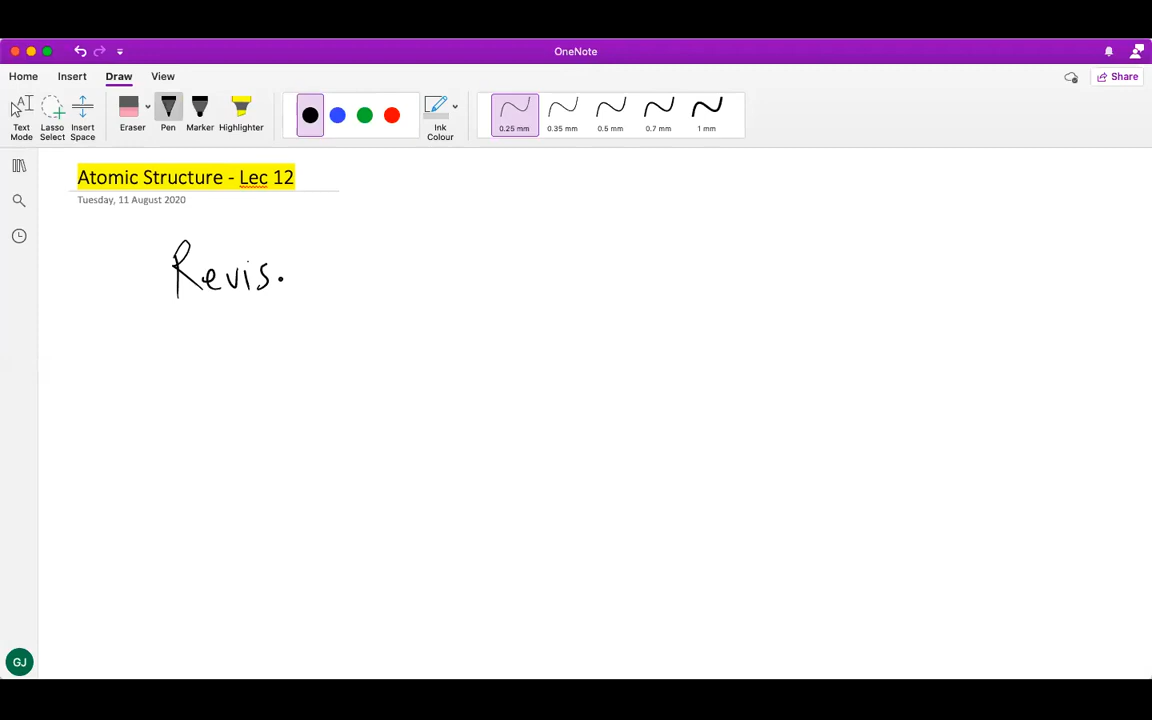 OneNote
Home Insert Draw View Share
Text Mode Lasso Select Insert Space Eraser Pen Marker Highlighter Ink Colour 0.25 mm 0.35 mm 0.5 mm 0.7 mm 1 mm
Atomic Structure - Lec 12
Tuesday, 11 August 2020
Revis.
GJ